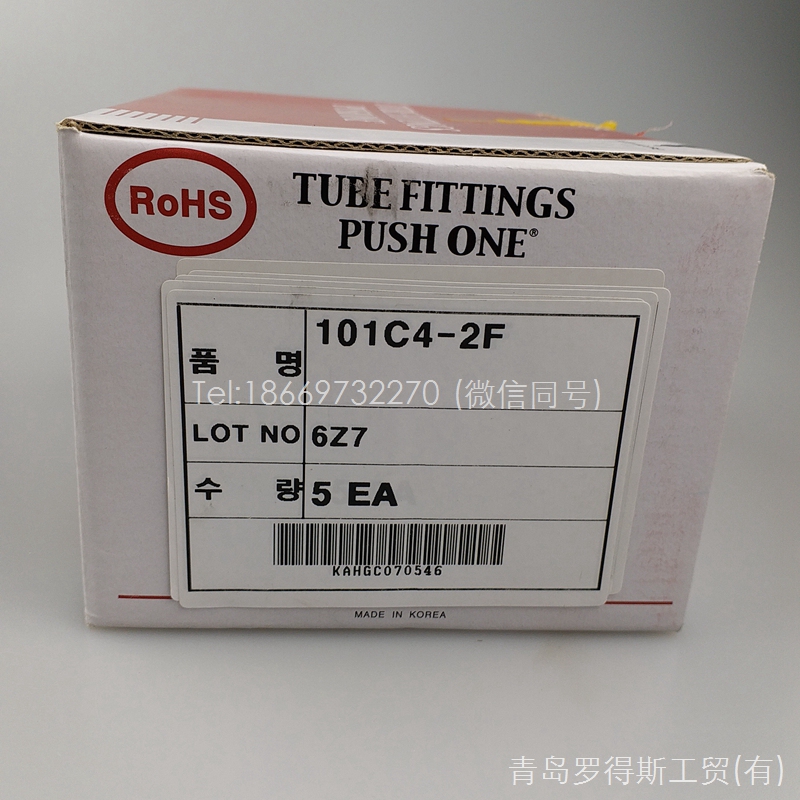 RoHS
TUBE FITTINGS
PUSH ONE®
품 명 101C4-2F
Tel:18669732270 (微信同号)
LOT NO 6Z7
수 량 5 EA
KAHGC070546
MADE IN KOREA
青岛罗得斯工贸(有)